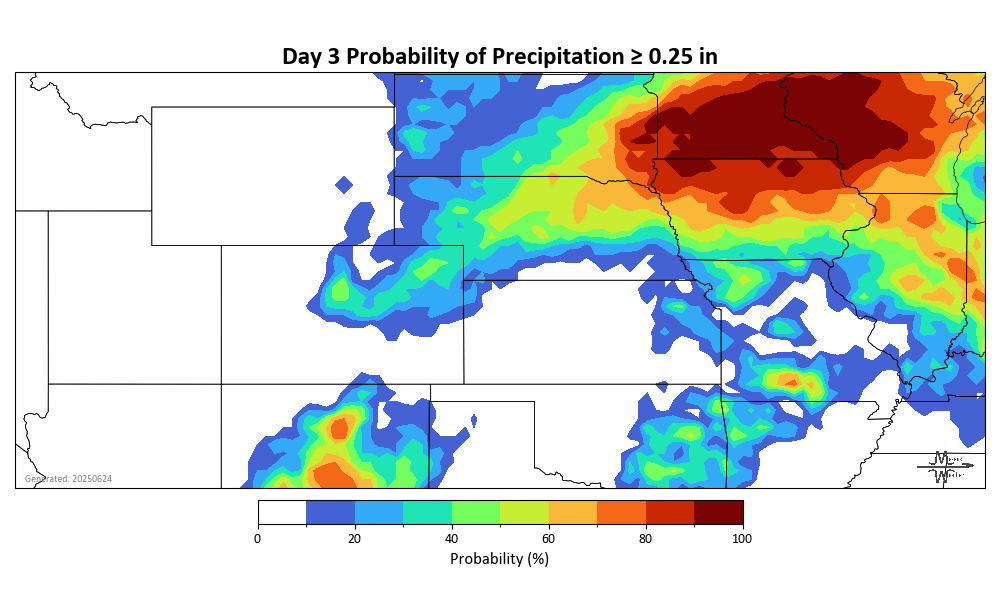 Day 3 Probability of Precipitation ≥ 0.25 in
Generated: 20250624
0 20 40 60 80 100
Probability (%)